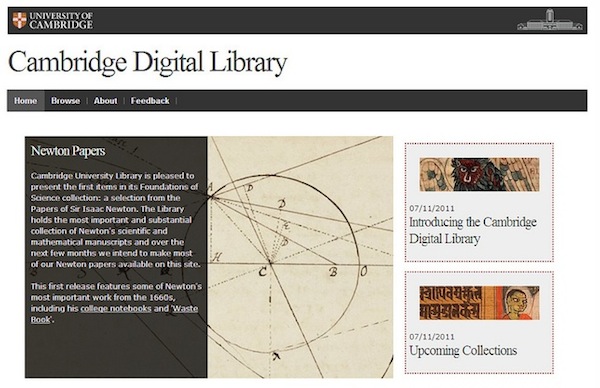 UNIVERSITY OF
CAMBRIDGE
Cambridge Digital Library
Home
Browse
About
Feedback
Newton Papers
Cambridge University Library is pleased to
present the first items in its Foundations of
Science collection: a selection from the
Papers of Sir Isaac Newton. The Library
holds the most important and substantial
collection of Newton's scientific and
mathematical manuscripts and over the
next few months we intend to make most
of our Newton papers available on this site.
This first release features some of Newton's
most important work from the 1660s,
including his college notebooks and 'Waste
Book'.
A
D
H
C
B
O
07/11/2011
Introducing the Cambridge
Digital Library
07/11/2011
Upcoming Collections